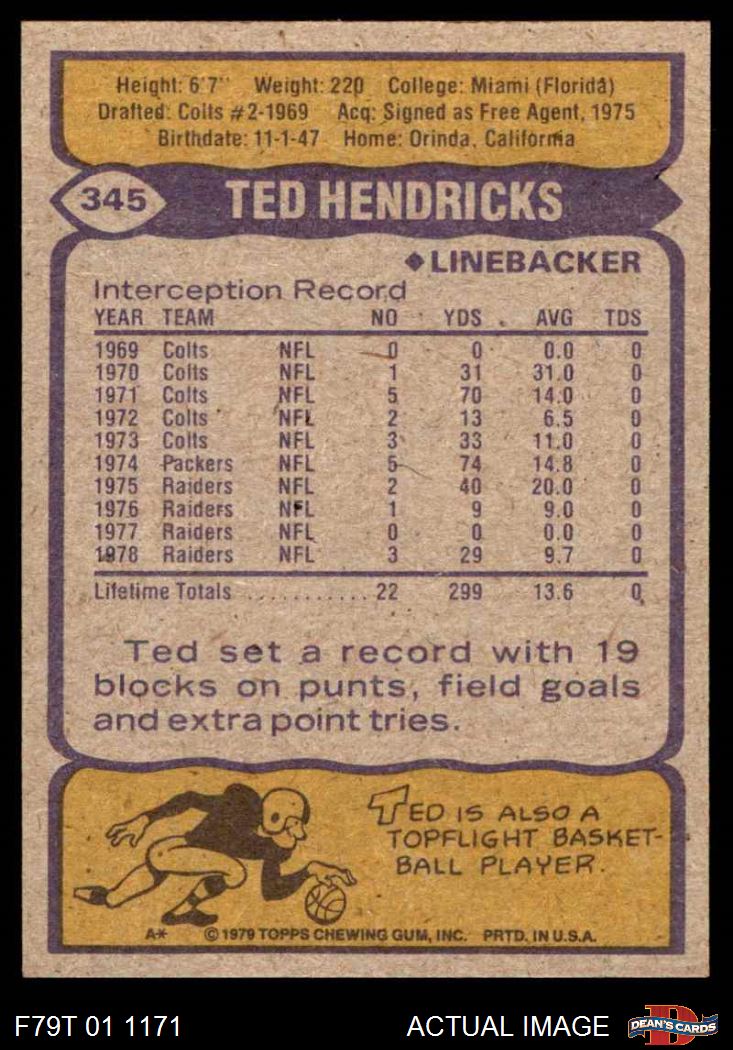 Height: 6'7" Weight: 220 College: Miami (Florida)
Drafted: Colts #2-1969 Acq: Signed as Free Agent, 1975
Birthdate: 11-1-47 Home: Orinda, California
345 TED HENDRICKS
◆LINEBACKER
Interception Record
YEAR TEAM NO YDS. AVG TDS
1969 Colts NFL 0 0 0.0 0
1970 Colts NFL 1 31 31.0 0
1971 Colts NFL 5 70 14.0 0
1972 Colts NFL 2 13 6.5 0
1973 Colts NFL 3 33 11.0 0
1974 Packers NFL 5 74 14.8 0
1975 Raiders NFL 2 40 20.0 0
1976 Raiders NFL 1 9 9.0 0
1977 Raiders NFL 0 0 0.0 0
1978 Raiders NFL 3 29 9.7 0
Lifetime Totals ........... 22 299 13.6 0
Ted set a record with 19
blocks on punts, field goals
and extra point tries.
TED IS ALSO A
TOPFLIGHT BASKET-
BALL PLAYER.
A* © 1979 TOPPS CHEWING GUM, INC. PRTD. IN U.S.A.
F79T 01 1171 ACTUAL IMAGE D DEAN'S CARDS